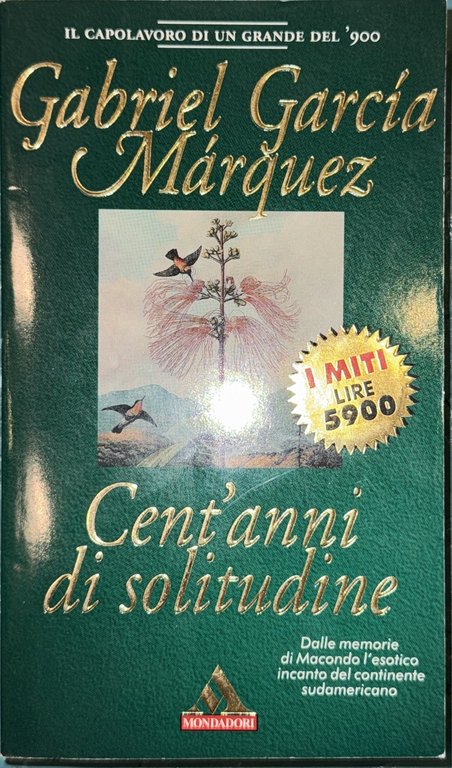 IL CAPOLAVORO DI UN GRANDE DEL '900
Gabriel García
Márquez
I MITI
LIRE
5900
Cent'anni
di solitudine
Dalle memorie
di Macondo l'esotico
incanto del continente
sudamericano
MONDADORI